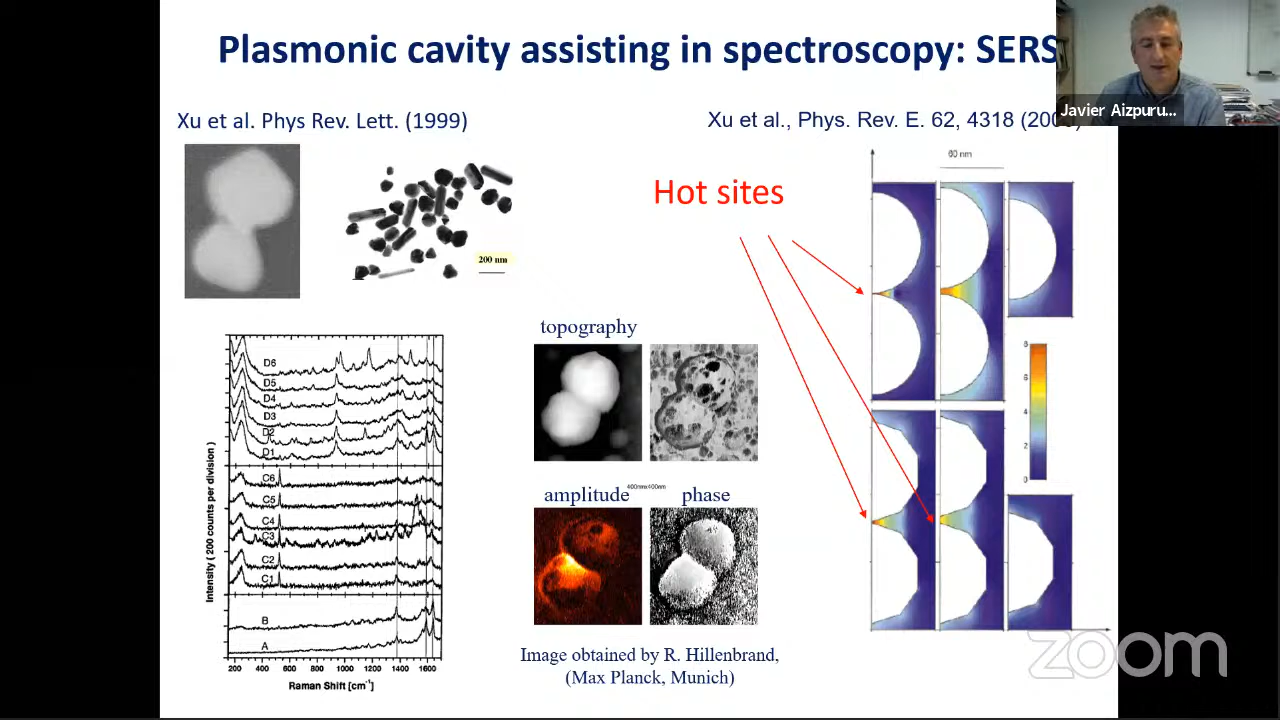 Plasmonic cavity assisting in spectroscopy: SERS
Javier Aizpuru...
Xu et al. Phys Rev. Lett. (1999)
Xu et al., Phys. Rev. E. 62, 4318
60 nm
Hot sites
200 nm
topography
amplitude
400nmx400nm
phase
Image obtained by R. Hillenbrand,
(Max Planck, Munich)
Intensity ( 200 counts per division)
D6
D5
D4
D3
D2
D1
C6
C5
C4
C3
C2
C1
B
A
200 400 600 800 1000 1200 1400 1600
Raman Shift [cm⁻¹]
8
6
4
2
0
zoom